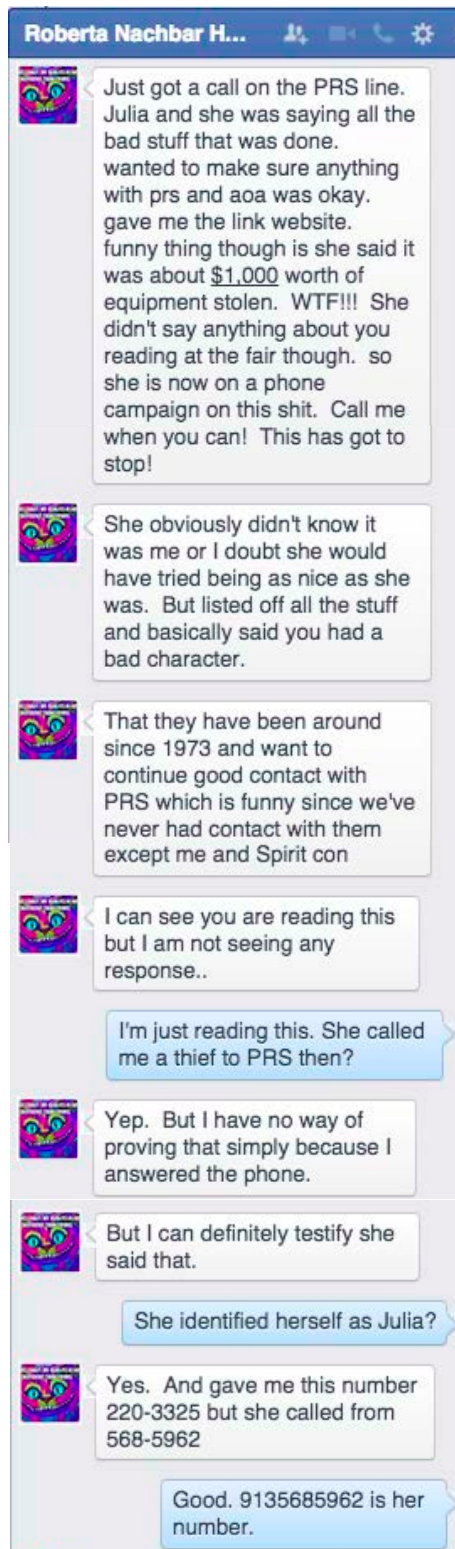 Roberta Nachbar H...
Just got a call on the PRS line.
Julia and she was saying all the
bad stuff that was done.
wanted to make sure anything
with prs and aoa was okay.
gave me the link website.
funny thing though is she said it
was about $1,000 worth of
equipment stolen. WTF!!! She
didn't say anything about you
reading at the fair though. so
she is now on a phone
campaign on this shit. Call me
when you can! This has got to
stop!
She obviously didn't know it
was me or I doubt she would
have tried being as nice as she
was. But listed off all the stuff
and basically said you had a
bad character.
That they have been around
since 1973 and want to
continue good contact with
PRS which is funny since we've
never had contact with them
except me and Spirit con
I can see you are reading this
but I am not seeing any
response..
I'm just reading this. She called
me a thief to PRS then?
Yep. But I have no way of
proving that simply because I
answered the phone.
But I can definitely testify she
said that.
She identified herself as Julia?
Yes. And gave me this number
220-3325 but she called from
568-5962
Good. 9135685962 is her
number.